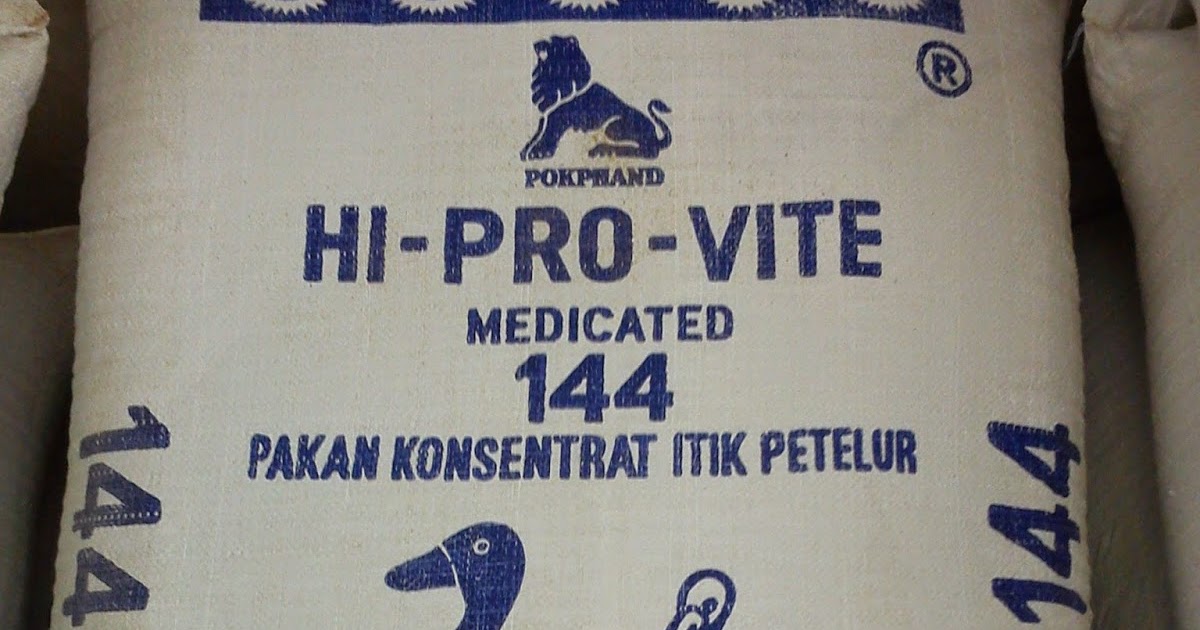 ®
POKPHAND
HI-PRO-VITE
MEDICATED
144
PAKAN KONSENTRAT ITIK PETELUR
144
144